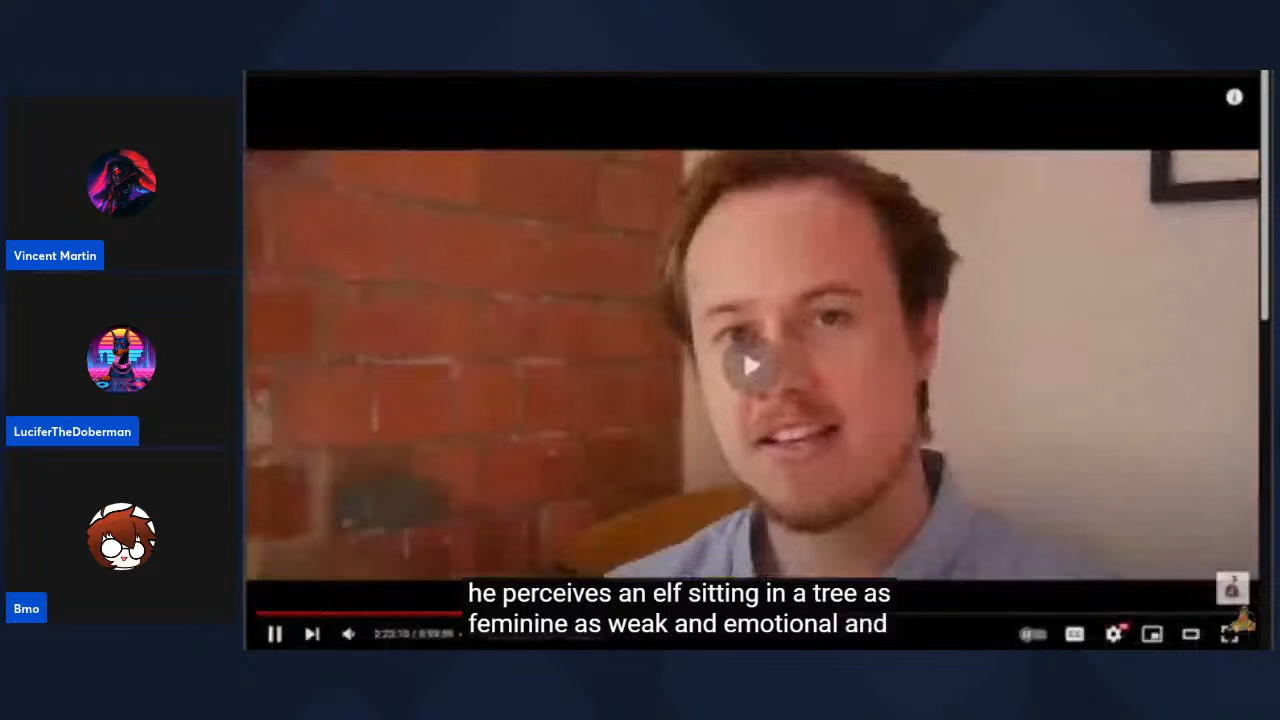 Vincent Martin
LuciferTheDoberman
Bmo
he perceives an elf sitting in a tree as
feminine as weak and emotional and